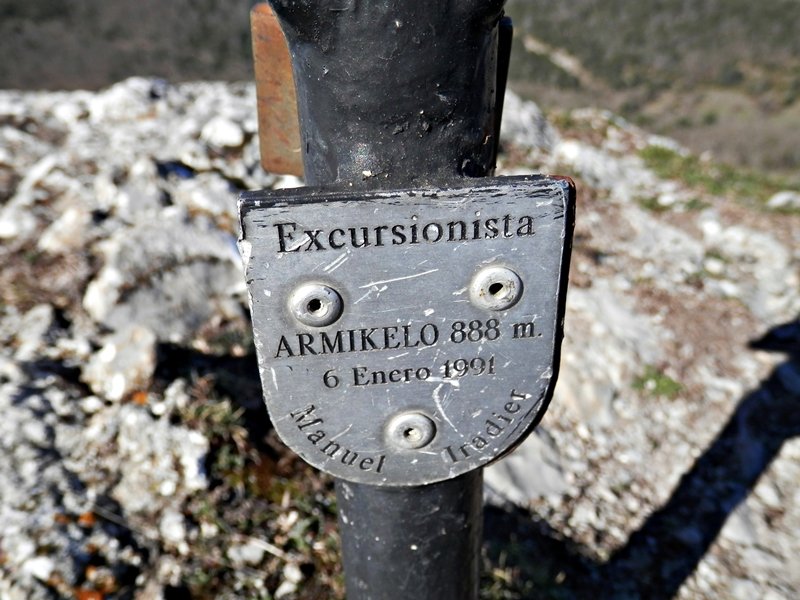 Excursionista
ARMIKELO 888 m.
6 Enero 1991
Manuel Iradier